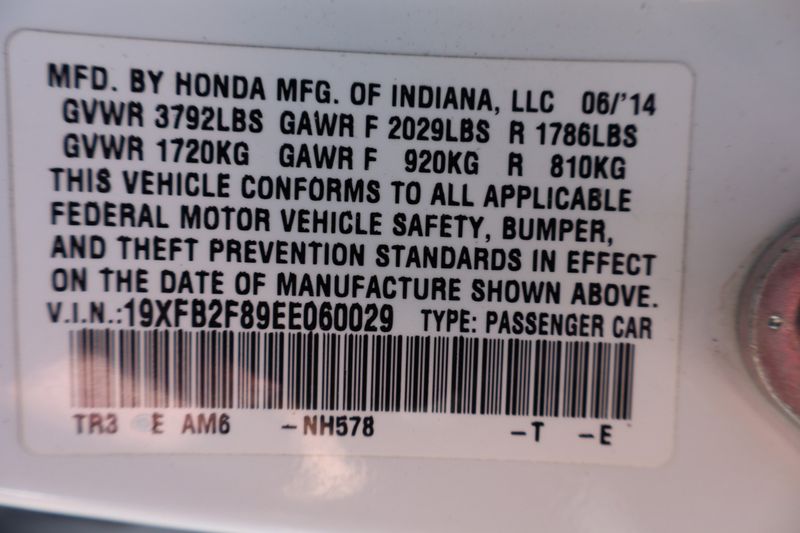 MFD. BY HONDA MFG. OF INDIANA, LLC 06/'14
GVWR 3792LBS GAWR F 2029LBS R 1786LBS
GVWR 1720KG GAWR F 920KG R 810KG
THIS VEHICLE CONFORMS TO ALL APPLICABLE
FEDERAL MOTOR VEHICLE SAFETY, BUMPER,
AND THEFT PREVENTION STANDARDS IN EFFECT
ON THE DATE OF MANUFACTURE SHOWN ABOVE.
V.I.N.:19XFB2F89EE060029 TYPE: PASSENGER CAR
TR3 E AM6 -NH578 -T -E